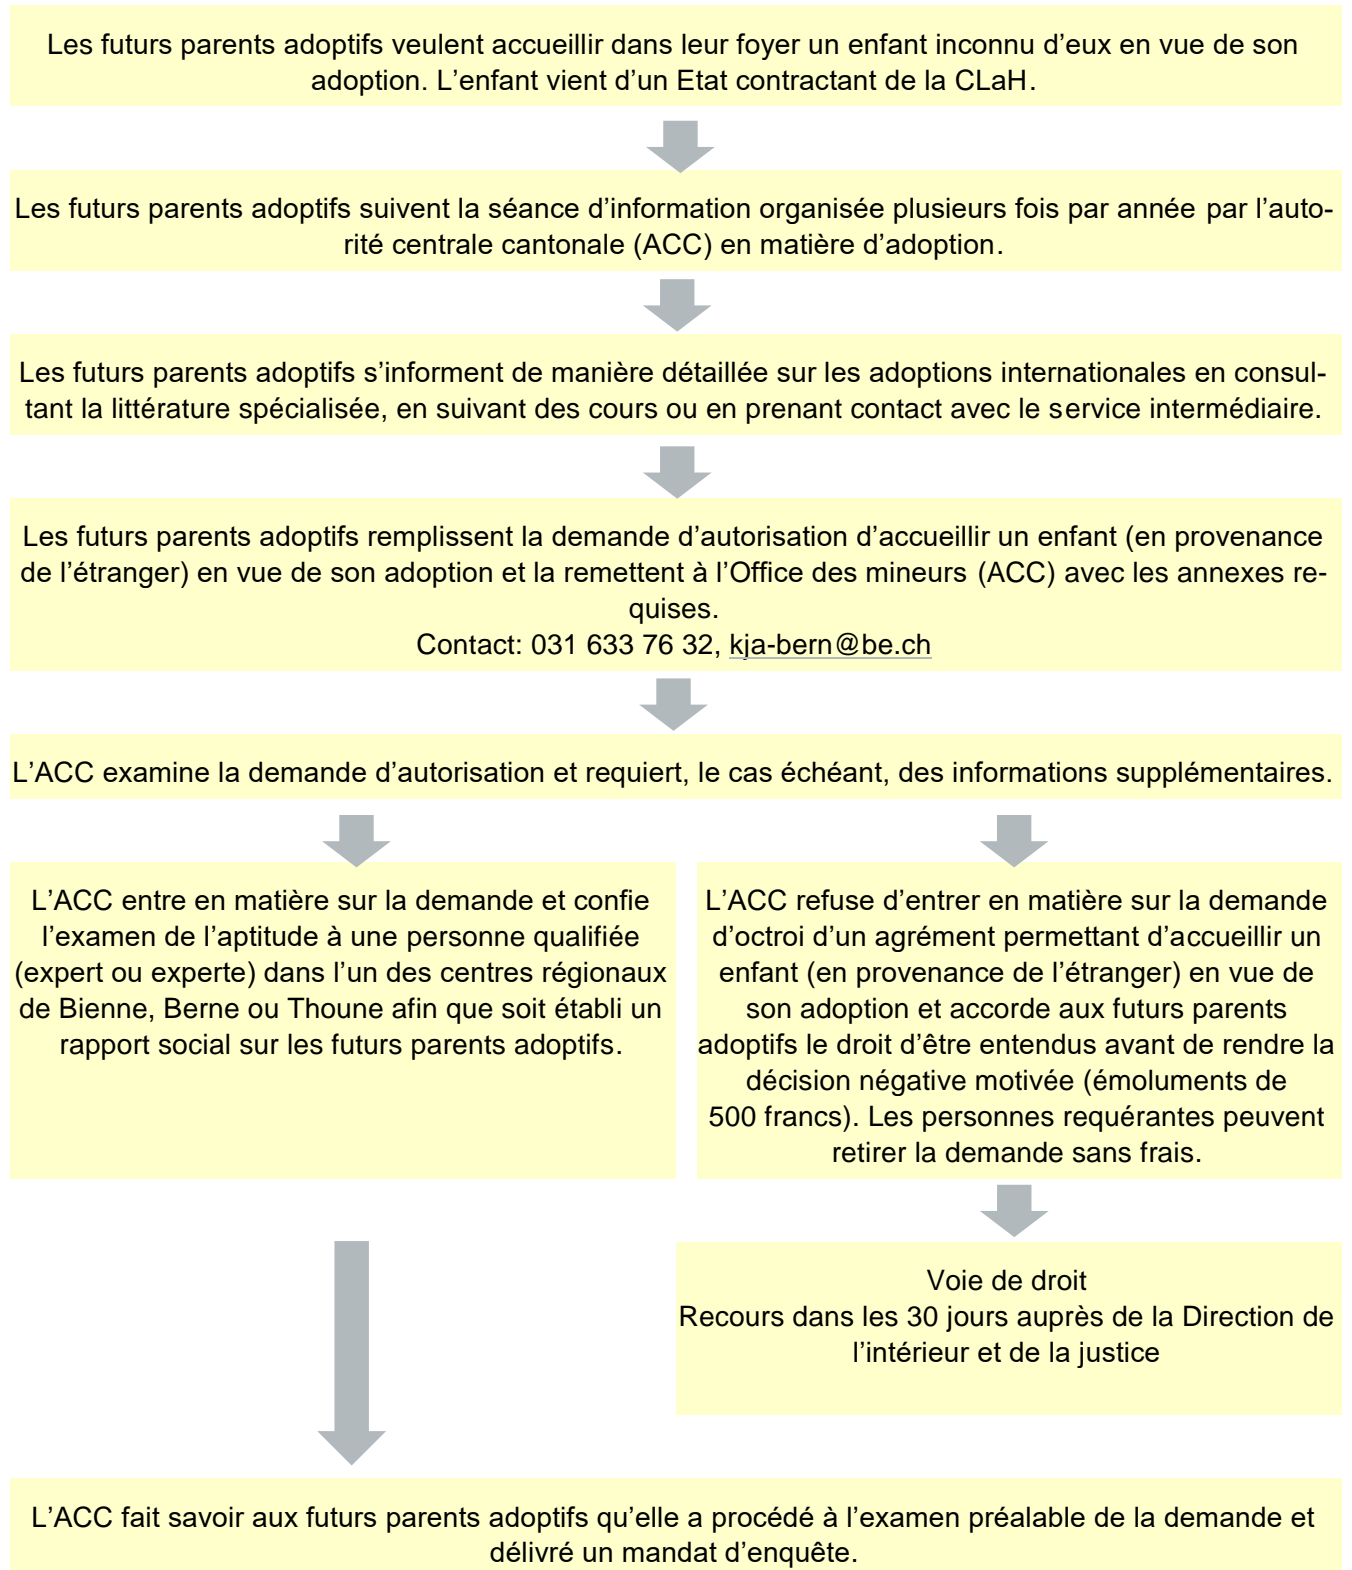 Les futurs parents adoptifs veulent accueillir dans leur foyer un enfant inconnu d’eux en vue de son
adoption. L’enfant vient d’un Etat contractant de la CLaH.
Les futurs parents adoptifs suivent la séance d’information organisée plusieurs fois par année par l’auto-
rité centrale cantonale (ACC) en matière d’adoption.
Les futurs parents adoptifs s’informent de manière détaillée sur les adoptions internationales en consul-
tant la littérature spécialisée, en suivant des cours ou en prenant contact avec le service intermédiaire.
Les futurs parents adoptifs remplissent la demande d’autorisation d’accueillir un enfant (en provenance
de l’étranger) en vue de son adoption et la remettent à l’Office des mineurs (ACC) avec les annexes re-
quises.
Contact: 031 633 76 32, kja-bern@be.ch
L’ACC examine la demande d’autorisation et requiert, le cas échéant, des informations supplémentaires.
L’ACC entre en matière sur la demande et confie
l’examen de l’aptitude à une personne qualifiée
(expert ou experte) dans l’un des centres régionaux
de Bienne, Berne ou Thoune afin que soit établi un
rapport social sur les futurs parents adoptifs.
L’ACC refuse d’entrer en matière sur la demande
d’octroi d’un agrément permettant d’accueillir un
enfant (en provenance de l’étranger) en vue de
son adoption et accorde aux futurs parents
adoptifs le droit d’être entendus avant de rendre la
décision négative motivée (émoluments de
500 francs). Les personnes requérantes peuvent
retirer la demande sans frais.
Voie de droit
Recours dans les 30 jours auprès de la Direction de
l’intérieur et de la justice
L’ACC fait savoir aux futurs parents adoptifs qu’elle a procédé à l’examen préalable de la demande et
délivré un mandat d’enquête.